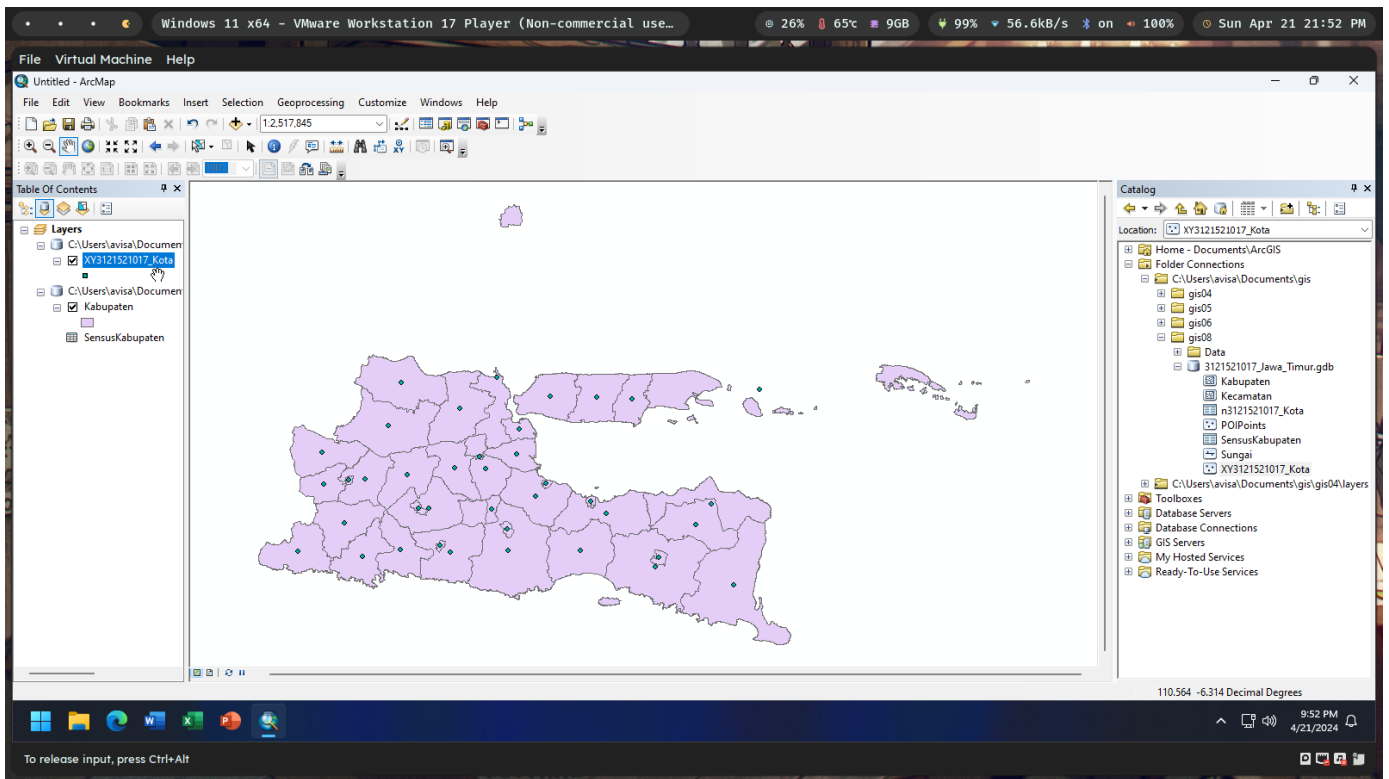 Windows 11 x64 - VMware Workstation 17 Player (Non-commercial use…
26% 65℃ 9GB 99% 56.6kB/s on 100% Sun Apr 21 21:52 PM
File Virtual Machine Help
Untitled - ArcMap
File Edit View Bookmarks Insert Selection Geoprocessing Customize Windows Help
1:2,517,845
Table Of Contents
Layers
C:\Users\avisa\Documen
XY3121521017_Kota
C:\Users\avisa\Documen
Kabupaten
SensusKabupaten
Catalog
Location: XY3121521017_Kota
Home - Documents\ArcGIS
Folder Connections
C:\Users\avisa\Documents\gis
gis04
gis05
gis06
gis08
Data
3121521017_Jawa_Timur.gdb
Kabupaten
Kecamatan
n3121521017_Kota
POIPoints
SensusKabupaten
Sungai
XY3121521017_Kota
C:\Users\avisa\Documents\gis\gis04\layers
Toolboxes
Database Servers
Database Connections
GIS Servers
My Hosted Services
Ready-To-Use Services
110.564 -6.314 Decimal Degrees
9:52 PM
4/21/2024
To release input, press Ctrl+Alt